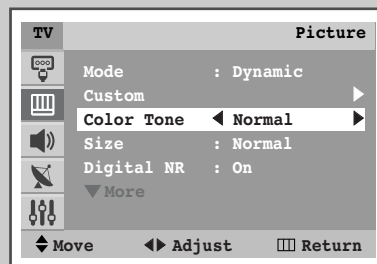 TV Picture
Mode : Dynamic
Custom
Color Tone Normal
Size : Normal
Digital NR : On
More
Move Adjust Return